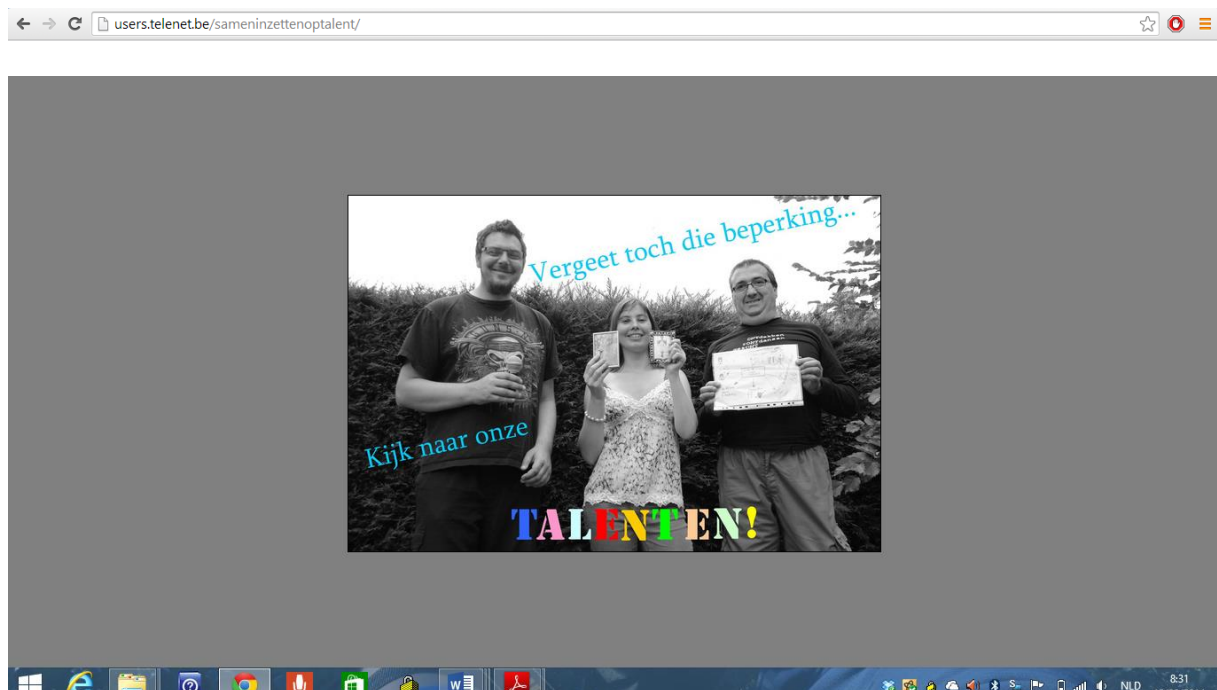 users.telenet.be/sameninzettenoptalent/
Vergeet toch die beperking...
Kijk naar onze
TALENTEN!
NLD
8:31